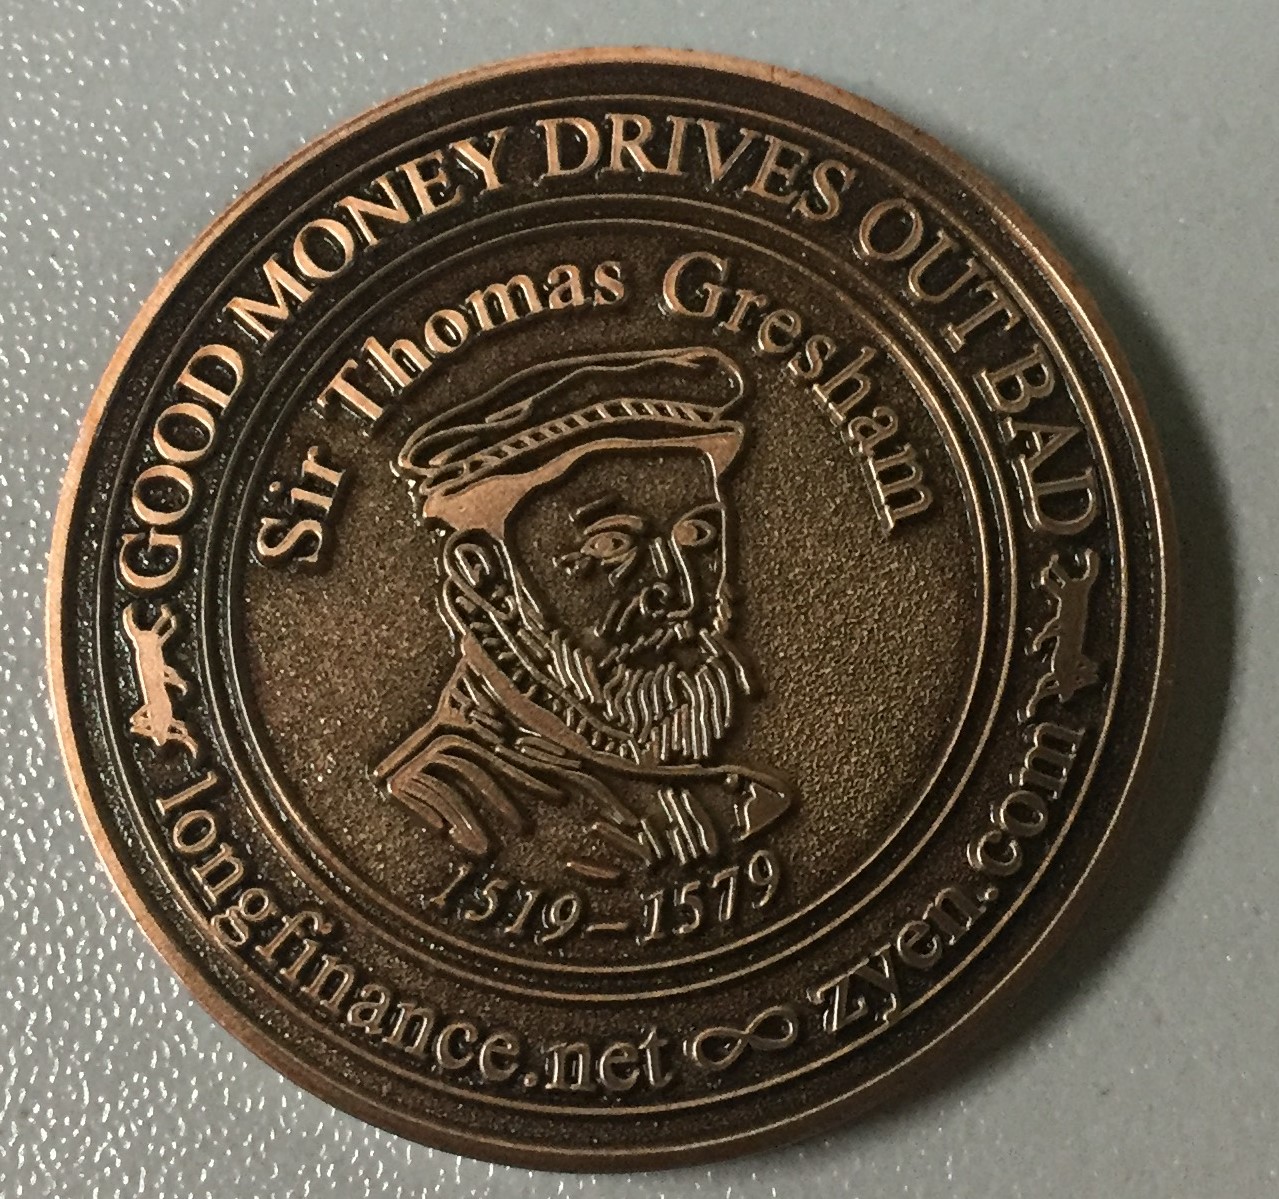 GOOD MONEY DRIVES OUT BAD
Sir Thomas Gresham
1519-1579
longfinance.net ∞ zyen.com